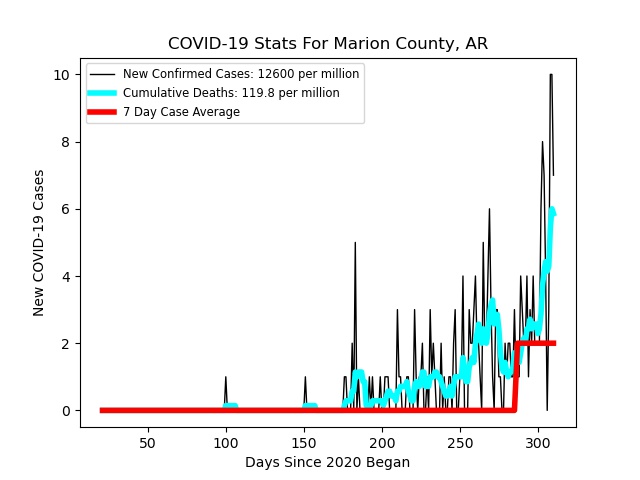 COVID-19 Stats For Marion County, AR
New Confirmed Cases: 12600 per million
Cumulative Deaths: 119.8 per million
7 Day Case Average
New COVID-19 Cases
10
8
6
4
2
0
50 100 150 200 250 300
Days Since 2020 Began